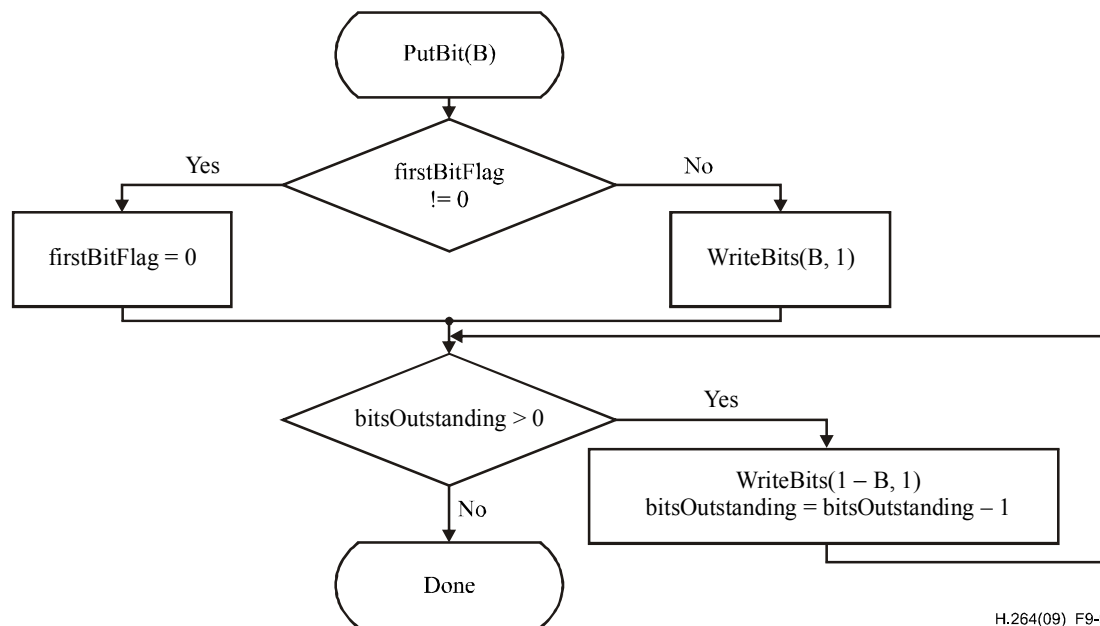 PutBit(B)
Yes
firstBitFlag
!= 0
No
firstBitFlag = 0
WriteBits(B, 1)
bitsOutstanding > 0
Yes
WriteBits(1 – B, 1)
bitsOutstanding = bitsOutstanding – 1
No
Done
H.264(09)_F9-